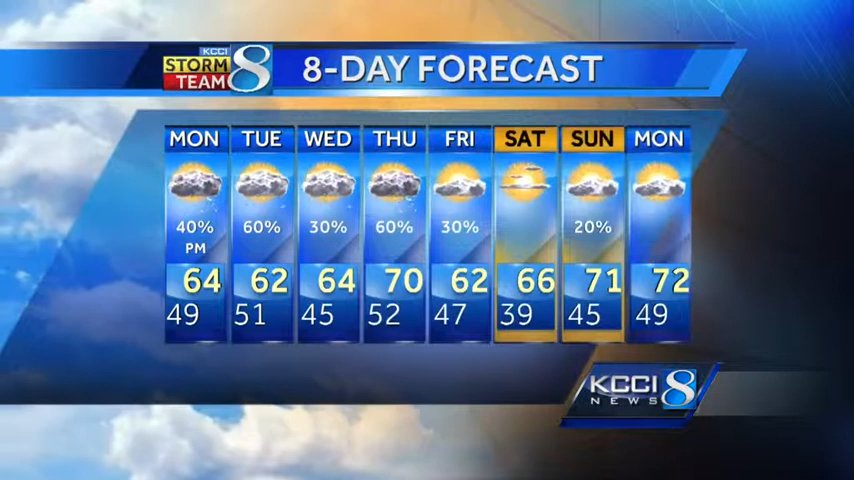 KCCI
STORM
TEAM 8
8-DAY FORECAST
MON TUE WED THU FRI SAT SUN MON
40% 60% 30% 60% 30% 20%
PM
64 62 64 70 62 66 71 72
49 51 45 52 47 39 45 49
KCCI 8
NEWS